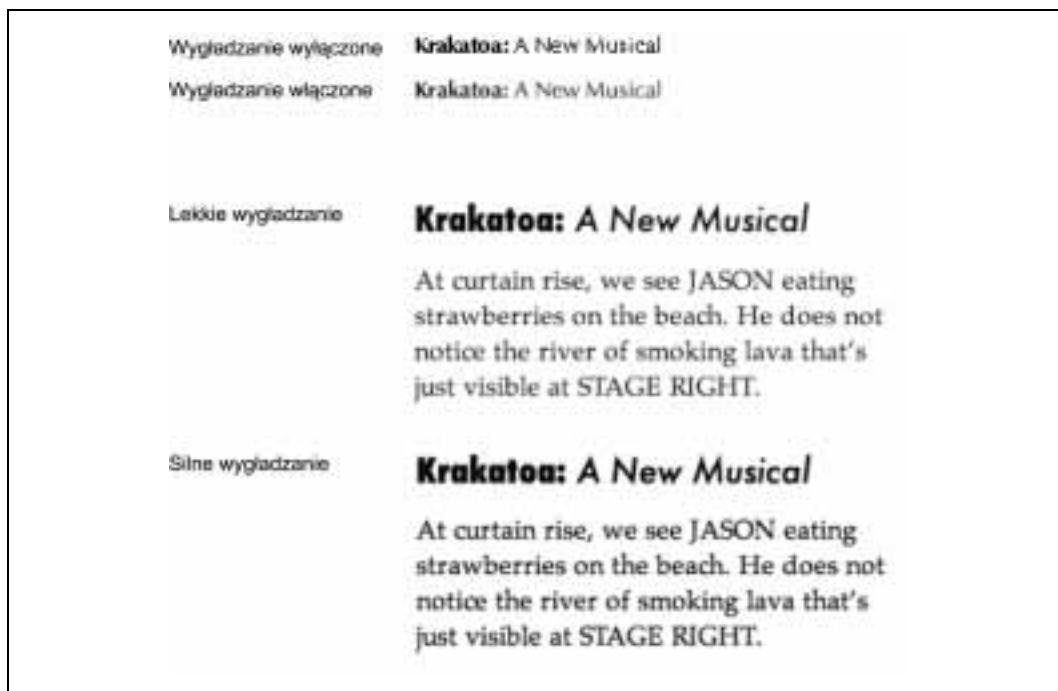 Wygładzanie wyłączone Krakatoa: A New Musical
Wygładzanie włączone Krakatoa: A New Musical
Lekkie wygładzanie Krakatoa: A New Musical
At curtain rise, we see JASON eating
strawberries on the beach. He does not
notice the river of smoking lava that's
just visible at STAGE RIGHT.
Silne wygładzanie Krakatoa: A New Musical
At curtain rise, we see JASON eating
strawberries on the beach. He does not
notice the river of smoking lava that's
just visible at STAGE RIGHT.